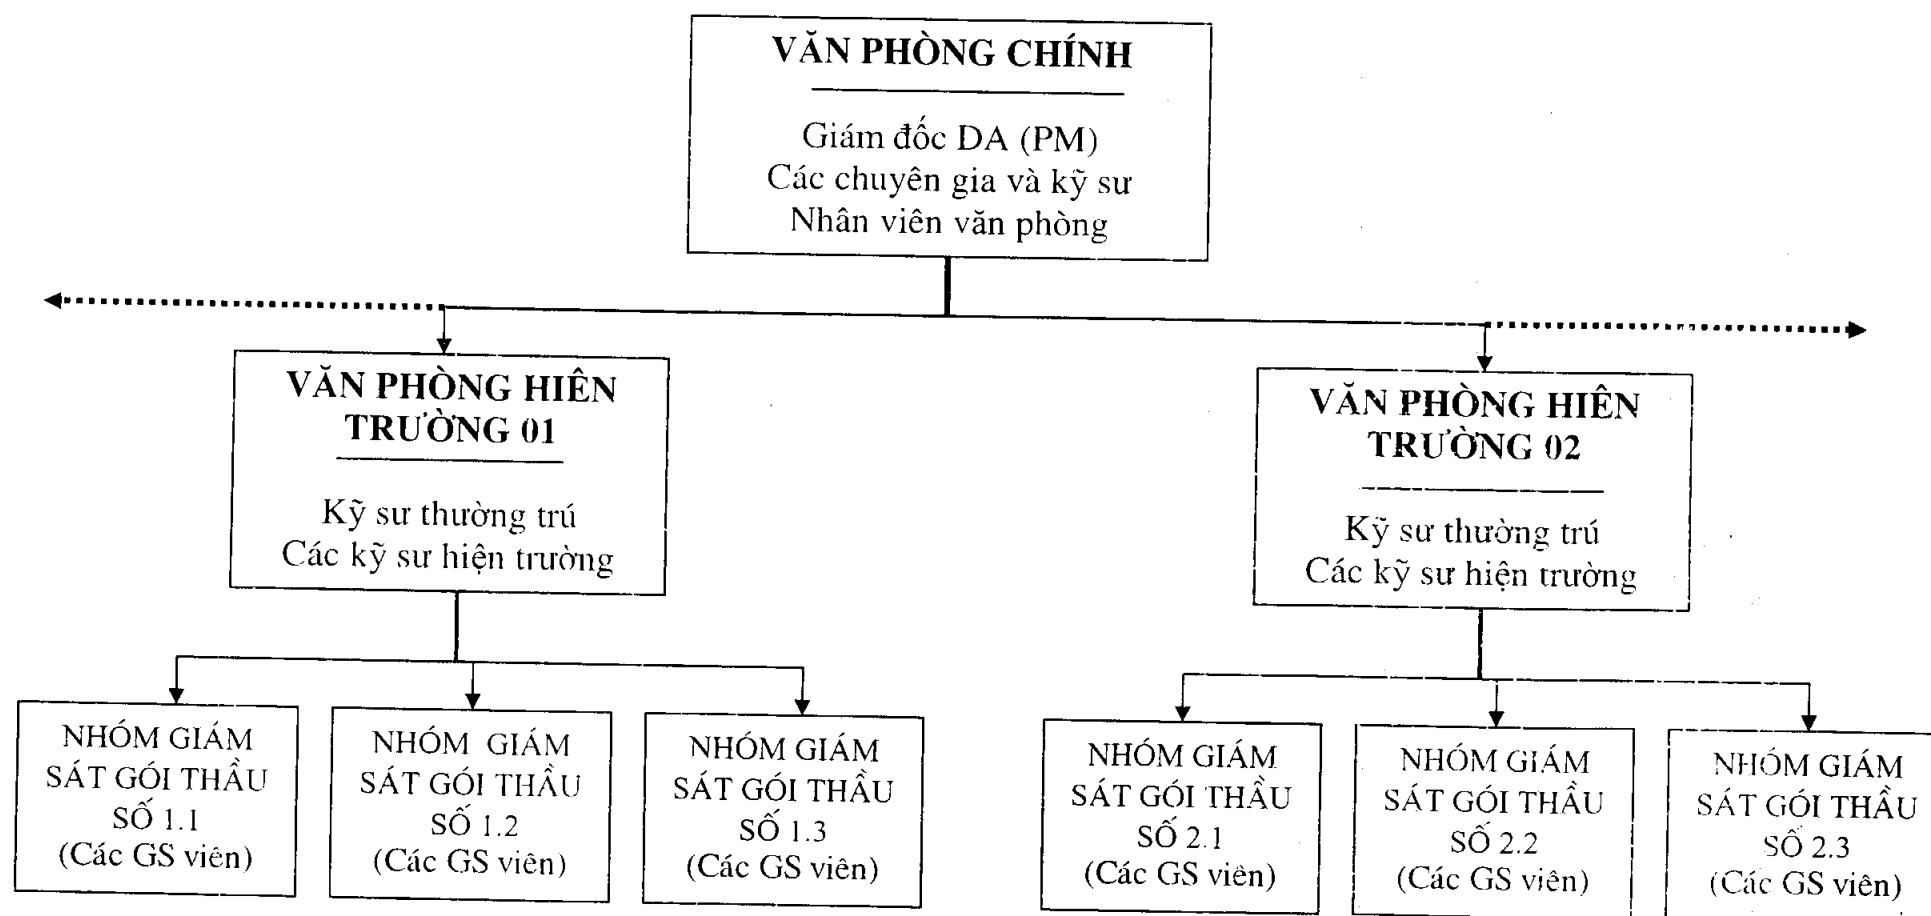 VĂN PHÒNG CHÍNH
Giám đốc DA (PM)
Các chuyên gia và kỹ sư
Nhân viên văn phòng
VĂN PHÒNG HIÊN
TRƯỜNG 01
Kỹ sư thường trú
Các kỹ sư hiện trường
VĂN PHÒNG HIÊN
TRƯỜNG 02
Kỹ sư thường trú
Các kỹ sư hiện trường
NHÓM GIÁM
SÁT GÓI THẦU
SỐ 1.1
(Các GS viên)
NHÓM GIÁM
SÁT GÓI THẦU
SỐ 1.2
(Các GS viên)
NHÓM GIÁM
SÁT GÓI THẦU
SỐ 1.3
(Các GS viên)
NHÓM GIÁM
SÁT GÓI THẦU
SỐ 2.1
(Các GS viên)
NHÓM GIÁM
SÁT GÓI THẦU
SỐ 2.2
(Các GS viên)
NHÓM GIÁM
SÁT GÓI THẦU
SỐ 2.3
(Các GS viên)